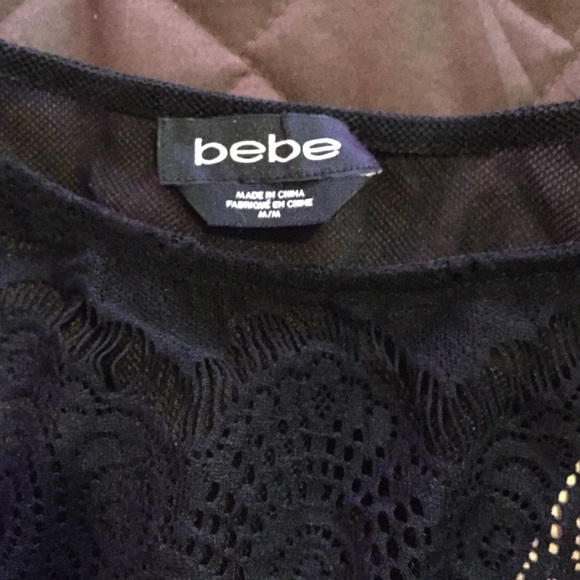 bebe
MADE IN CHINA
FABRIQUÉ EN CHINE
M/M